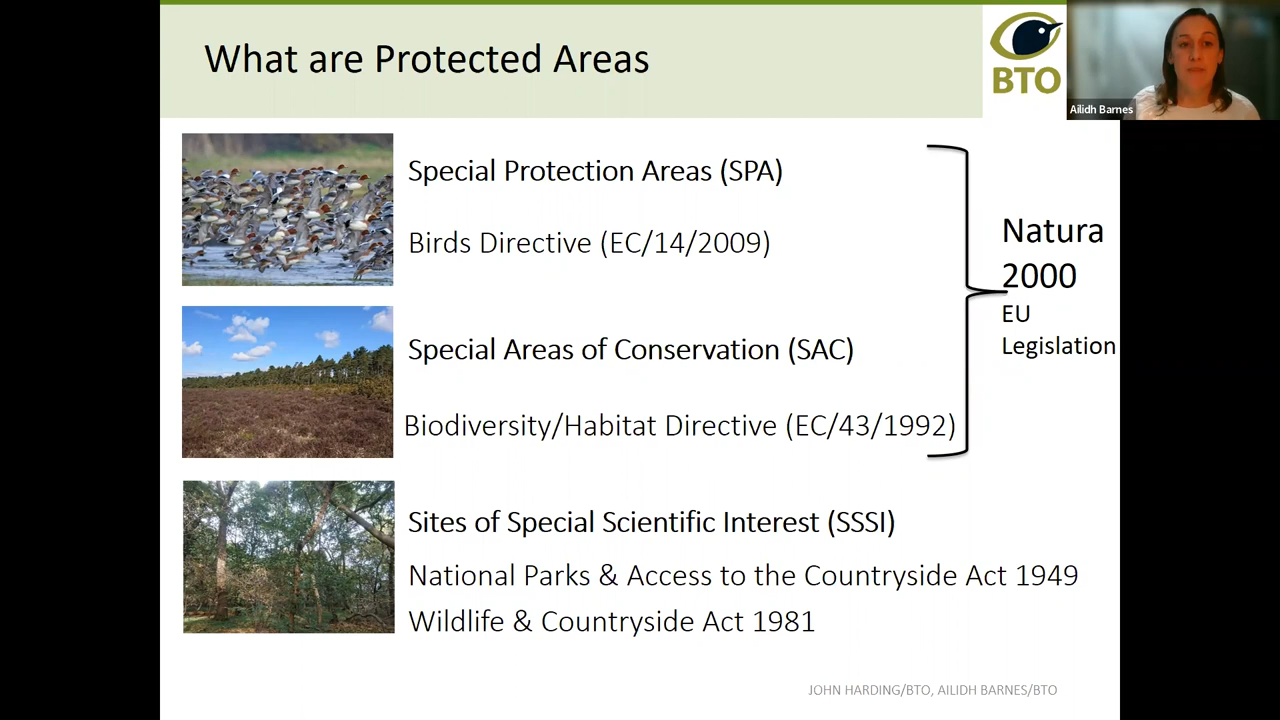 What are Protected Areas
BTO
Ailidh Barnes
Special Protection Areas (SPA)
Birds Directive (EC/14/2009)
Natura
2000
EU
Legislation
Special Areas of Conservation (SAC)
Biodiversity/Habitat Directive (EC/43/1992)
Sites of Special Scientific Interest (SSSI)
National Parks & Access to the Countryside Act 1949
Wildlife & Countryside Act 1981
JOHN HARDING/BTO, AILIDH BARNES/BTO